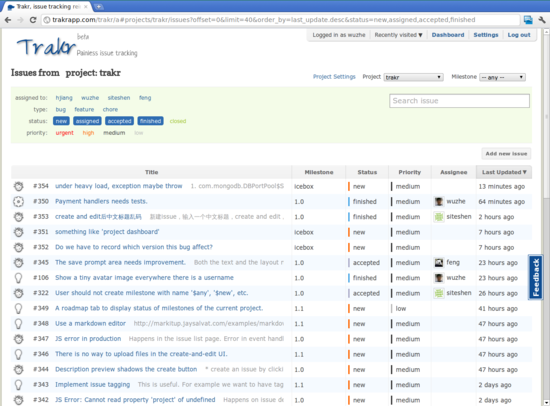 Trakr, issue tracking re
trakrapp.com/trakr/a#projects/trakr/issues?offset=0&limit=40&order_by=last_update.desc&status=new,assigned,accepted,finished
Trakr beta
Painless issue tracking
Logged in as wuzhe Recently visited ▼ Dashboard Settings Log out
Issues from project: trakr
Project Settings Project trakr Milestone -- any --
assigned to: hjiang wuzhe siteshen feng
Search issue
type: bug feature chore
status: new assigned accepted finished closed
priority: urgent high medium low
Add new issue
Title Milestone Status Priority Assignee Last Updated ▼
#354 under heavy load, exception maybe throw 1. com.mongodb.DBPortPool$S icebox new medium 13 minutes ago
#350 Payment handlers needs tests. 1.0 finished medium wuzhe 64 minutes ago
#353 create and edit后中文标题乱码 新建issue，输入一个中文标题，create and edit 1.0 finished medium siteshen 2 hours ago
#351 something like 'project dashboard' icebox new medium 7 hours ago
#352 Do we have to record which version this bug affect? icebox new medium 7 hours ago
#345 The save prompt area needs improvement. Both the text and the layout r 1.0 accepted medium feng 23 hours ago
#106 Show a tiny avatar image everywhere there is a username 1.0 finished medium wuzhe 23 hours ago
#322 User should not create milestone with name '$any', '$new', etc. 1.0 accepted medium siteshen 26 hours ago
#349 A roadmap to display status of milestones of the current project. 1.1 new low 41 hours ago
#348 Use a markdown editor http://markitup.jaysalvat.com/examples/markdow 1.1 new medium 47 hours ago
#347 JS error in production Happens in the issue list page. Error in event handl 1.1 new medium 47 hours ago
#346 There is no way to upload files in the create-and-edit UI. 1.1 new medium 47 hours ago
#344 Description preview shadows the create button * create an issue by clicki 1.1 new medium 47 hours ago
#343 Implement issue tagging This is useful. For example we want to have tag 1.1 new medium 2 days ago
#342 JS Error: Cannot read property 'project' of undefined Happens on issue de 1.1 new medium 2 days ago
Feedback